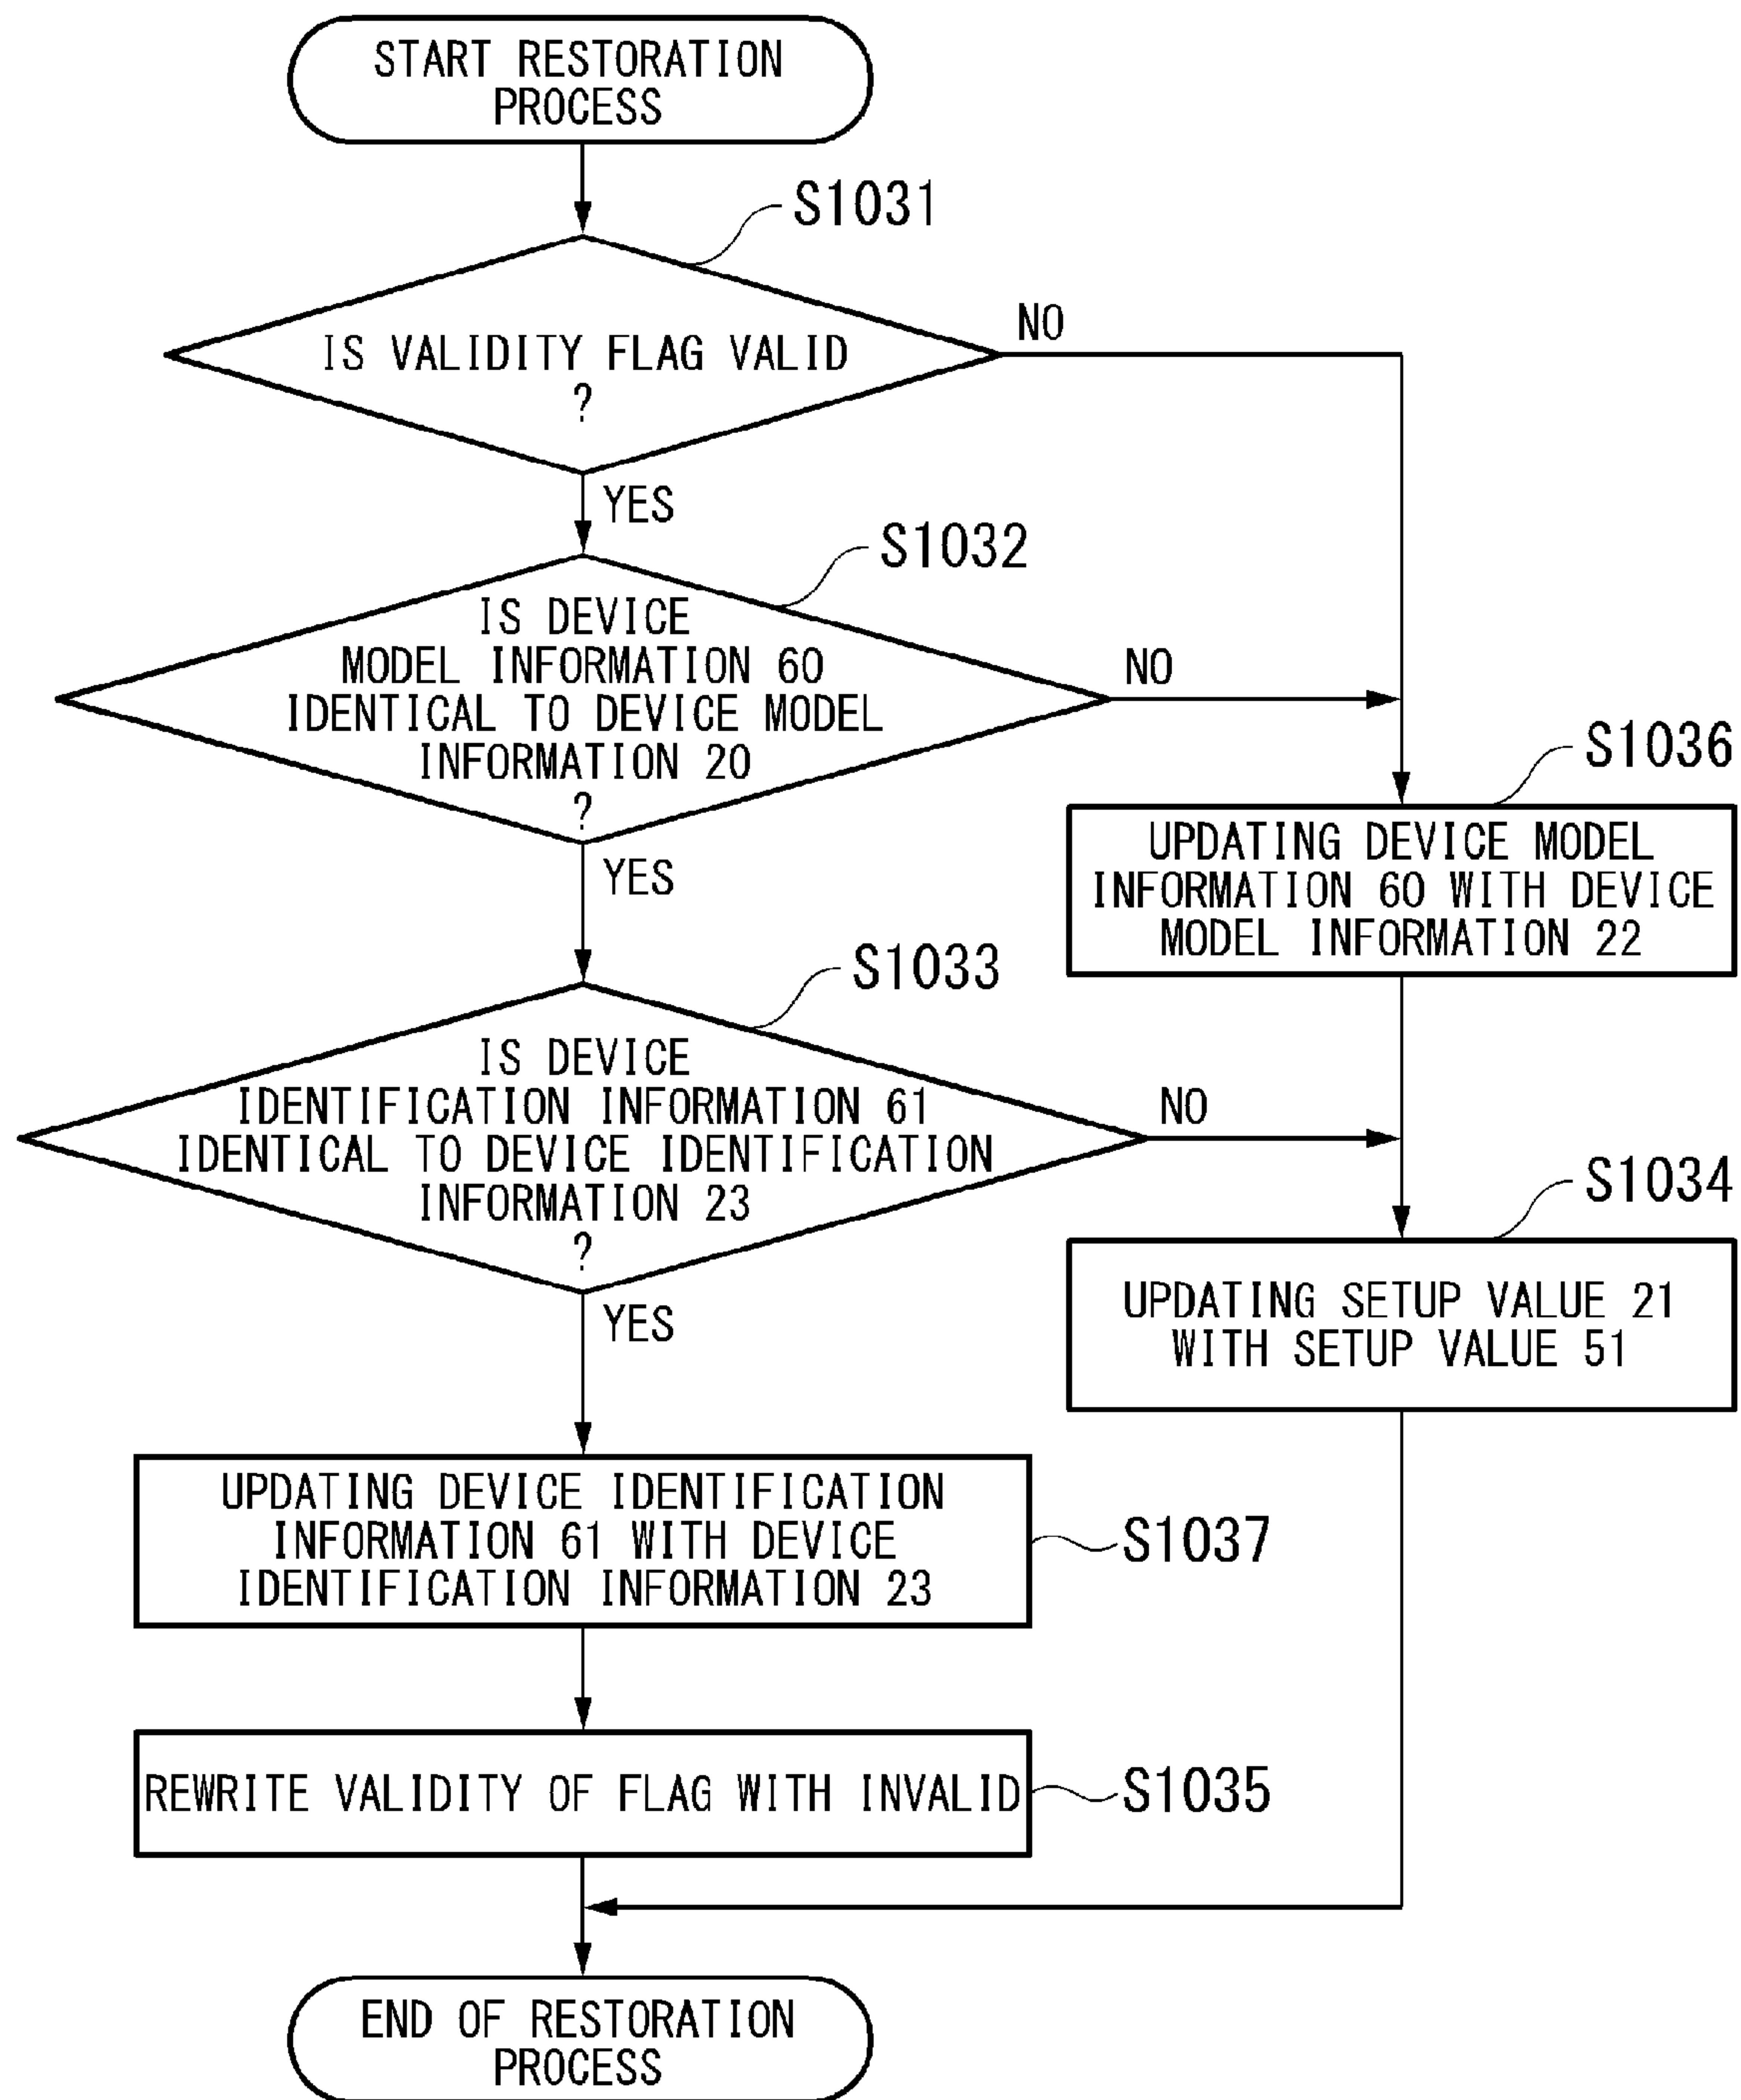 START RESTORATION
PROCESS
S1031
IS VALIDITY FLAG VALID
?
NO
YES
S1032
IS DEVICE
MODEL INFORMATION 60
IDENTICAL TO DEVICE MODEL
INFORMATION 20
?
NO
YES
S1036
UPDATING DEVICE MODEL
INFORMATION 60 WITH DEVICE
MODEL INFORMATION 22
S1033
IS DEVICE
IDENTIFICATION INFORMATION 61
IDENTICAL TO DEVICE IDENTIFICATION
INFORMATION 23
?
NO
YES
S1034
UPDATING SETUP VALUE 21
WITH SETUP VALUE 51
UPDATING DEVICE IDENTIFICATION
INFORMATION 61 WITH DEVICE
IDENTIFICATION INFORMATION 23
S1037
REWRITE VALIDITY OF FLAG WITH INVALID
S1035
END OF RESTORATION
PROCESS